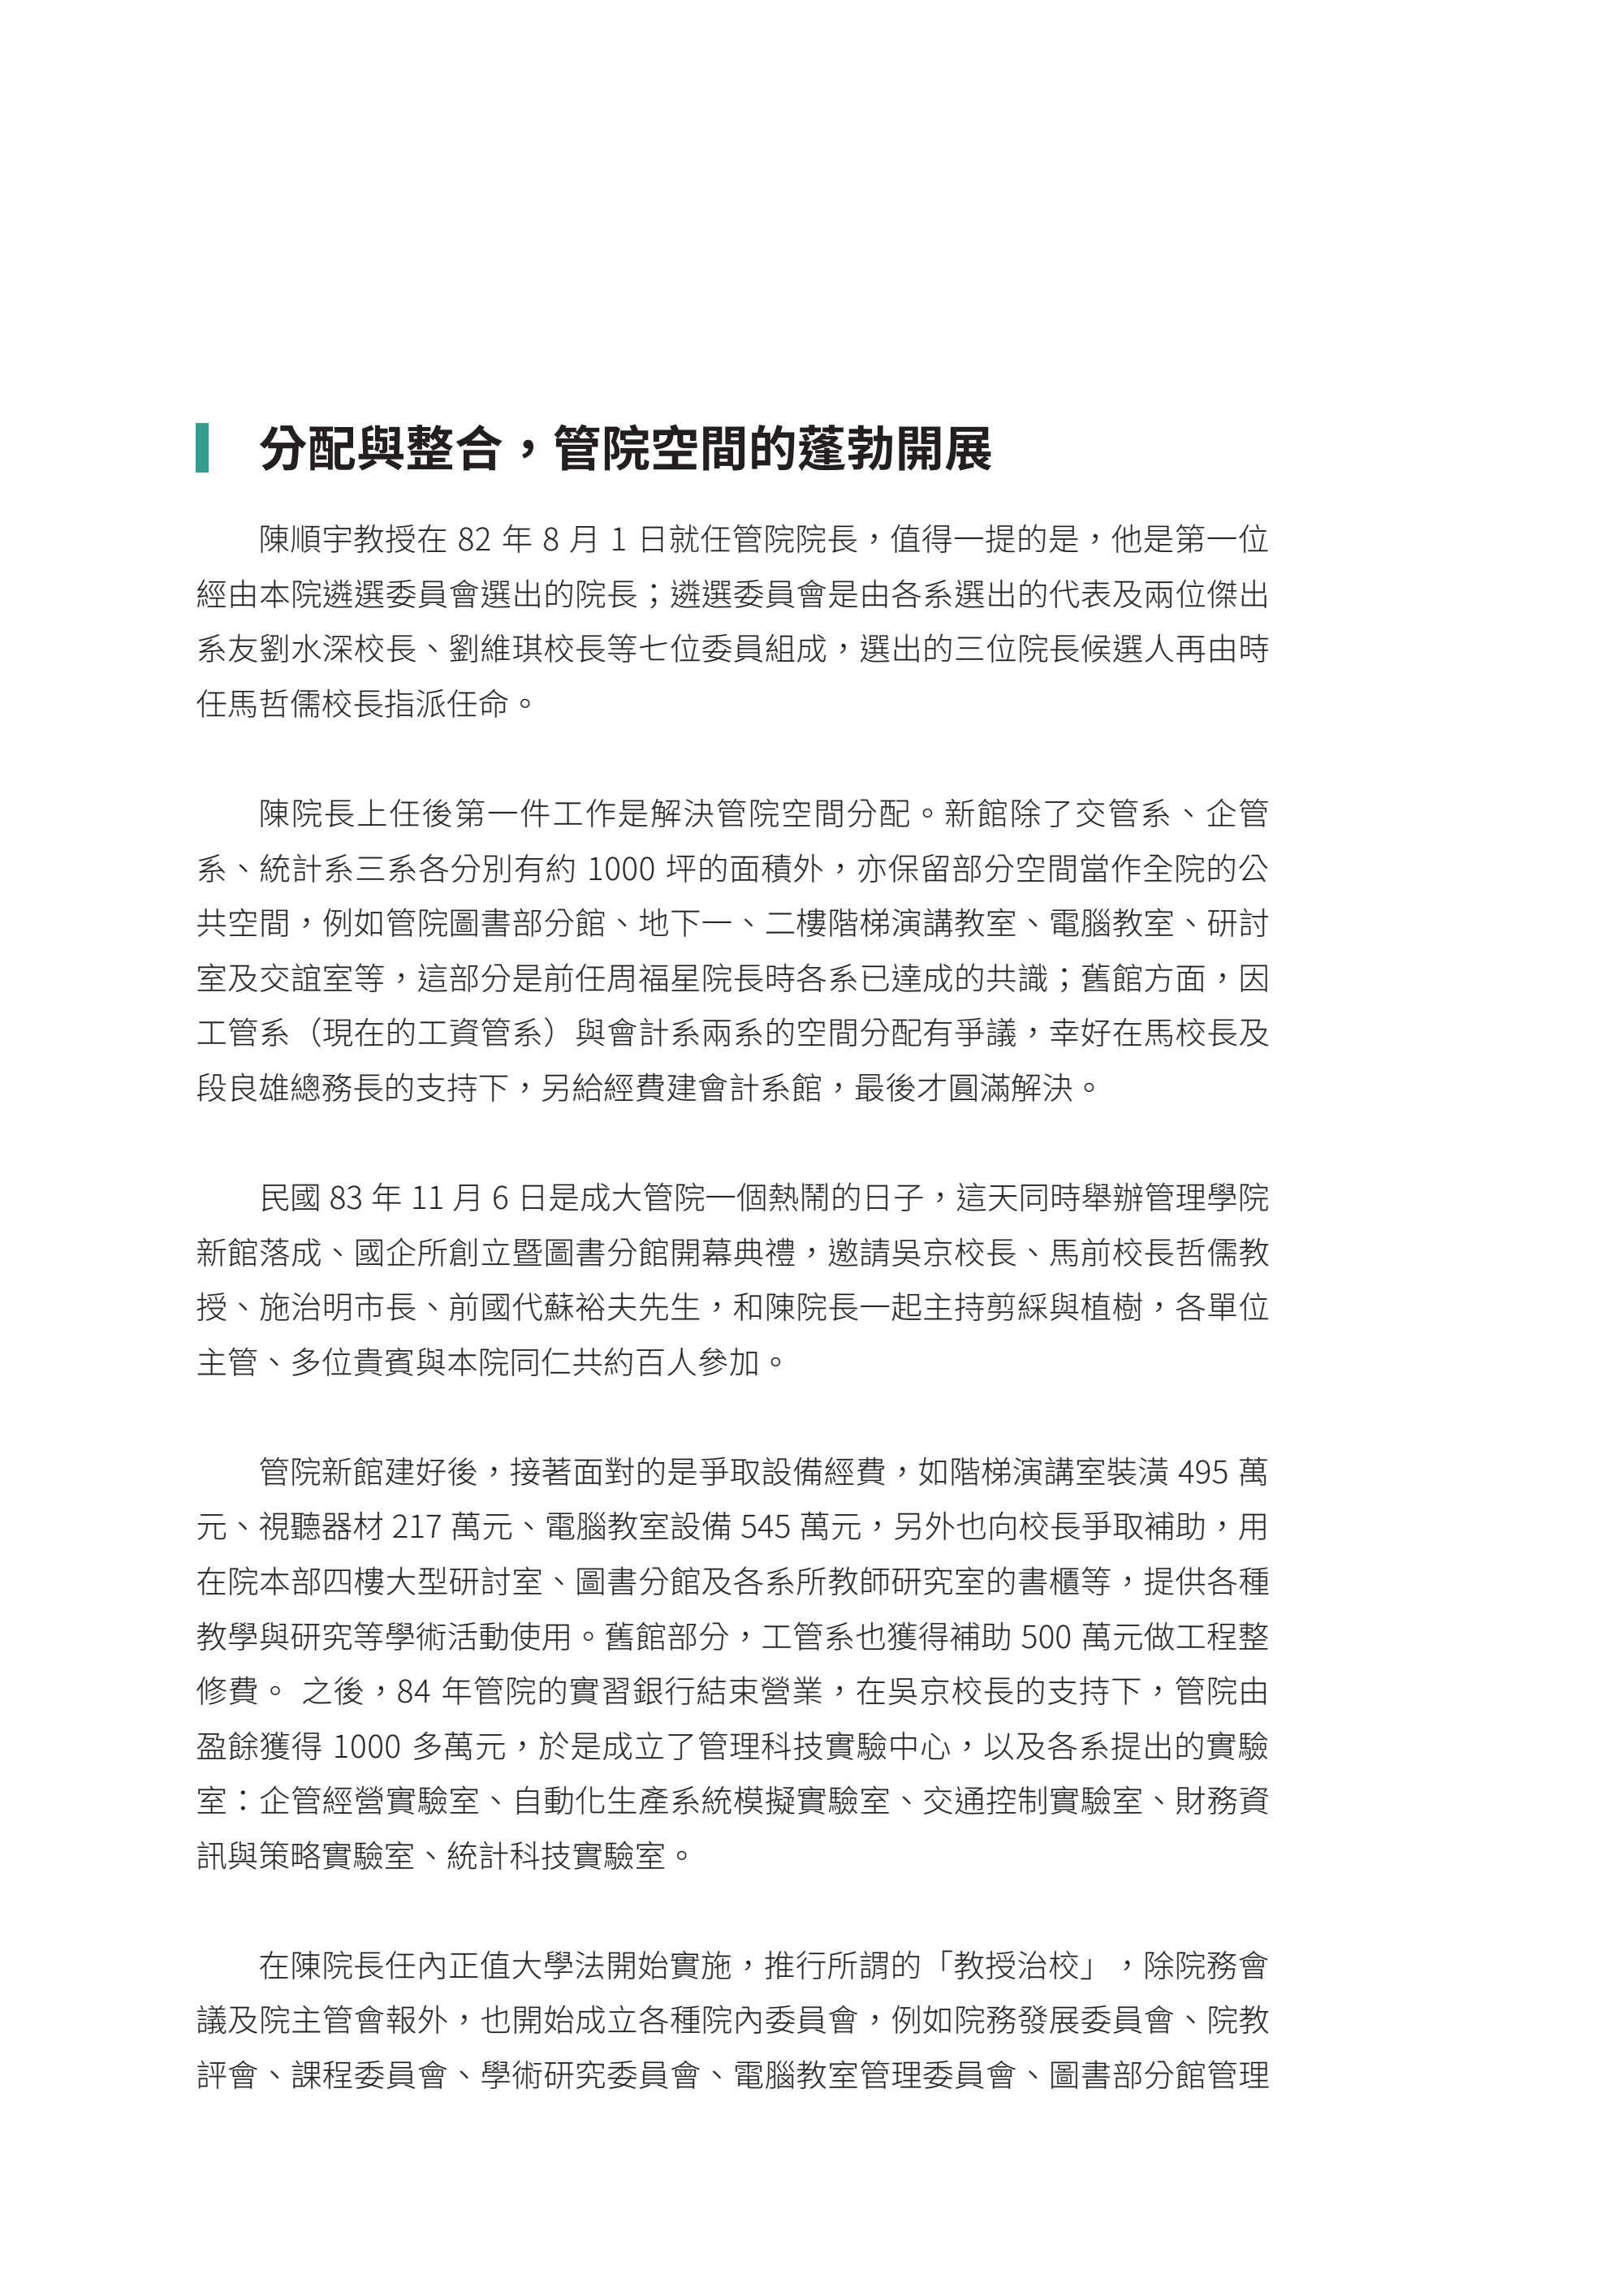 分配與整合，管院空間的蓬勃開展
陳順宇教授在 82 年 8 月 1 日就任管院院長，值得一提的是，他是第一位
經由本院遴選委員會選出的院長；遴選委員會是由各系選出的代表及兩位傑出
系友劉水深校長、劉維琪校長等七位委員組成，選出的三位院長候選人再由時
任馬哲儒校長指派任命。
陳院長上任後第一件工作是解決管院空間分配。新館除了交管系、企管
系、統計系三系各分別有約 1000 坪的面積外，亦保留部分空間當作全院的公
共空間，例如管院圖書部分館、地下一、二樓階梯演講教室、電腦教室、研討
室及交誼室等，這部分是前任周福星院長時各系已達成的共識；舊館方面，因
工管系（現在的工資管系）與會計系兩系的空間分配有爭議，幸好在馬校長及
段良雄總務長的支持下，另給經費建會計系館，最後才圓滿解決。
民國 83 年 11 月 6 日是成大管院一個熱鬧的日子，這天同時舉辦管理學院
新館落成、國企所創立暨圖書分館開幕典禮，邀請吳京校長、馬前校長哲儒教
授、施治明市長、前國代蘇裕夫先生，和陳院長一起主持剪綵與植樹，各單位
主管、多位貴賓與本院同仁共約百人參加。
管院新館建好後，接著面對的是爭取設備經費，如階梯演講室裝潢 495 萬
元、視聽器材 217 萬元、電腦教室設備 545 萬元，另外也向校長爭取補助，用
在院本部四樓大型研討室、圖書分館及各系所教師研究室的書櫃等，提供各種
教學與研究等學術活動使用。舊館部分，工管系也獲得補助 500 萬元做工程整
修費。 之後，84 年管院的實習銀行結束營業，在吳京校長的支持下，管院由
盈餘獲得 1000 多萬元，於是成立了管理科技實驗中心，以及各系提出的實驗
室：企管經營實驗室、自動化生產系統模擬實驗室、交通控制實驗室、財務資
訊與策略實驗室、統計科技實驗室。
在陳院長任內正值大學法開始實施，推行所謂的「教授治校」，除院務會
議及院主管會報外，也開始成立各種院內委員會，例如院務發展委員會、院教
評會、課程委員會、學術研究委員會、電腦教室管理委員會、圖書部分館管理